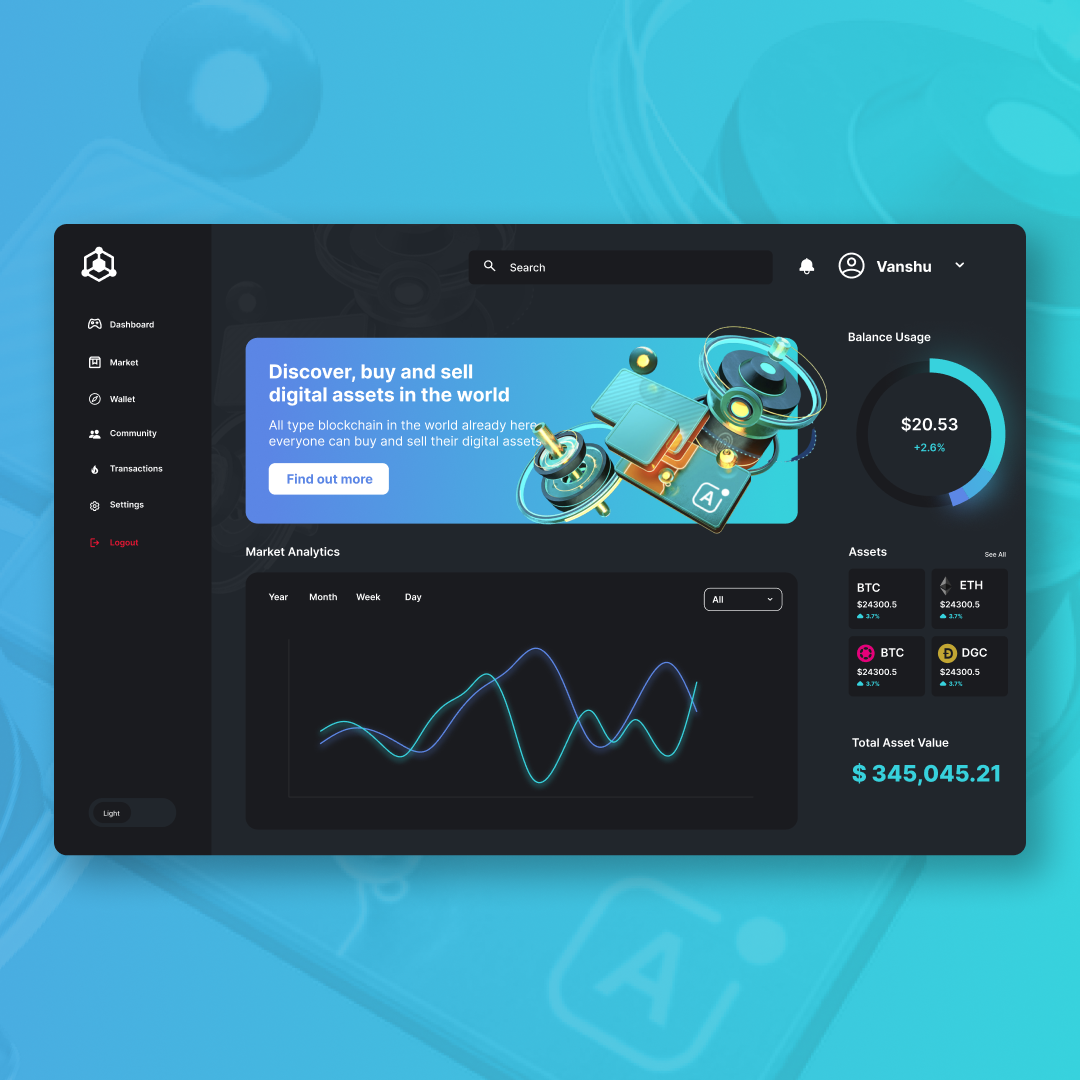 Search
Vanshu
Dashboard
Market
Wallet
Community
Transactions
Settings
Logout
Light
Discover, buy and sell
digital assets in the world
All type blockchain in the world already here,
everyone can buy and sell their digital assets
Find out more
Ai
Market Analytics
Year Month Week Day
All
Balance Usage
$20.53
+2.6%
Assets
See All
BTC
$24300.5
3.7%
ETH
$24300.5
3.7%
BTC
$24300.5
3.7%
DGC
$24300.5
3.7%
Total Asset Value
$ 345,045.21
Ai